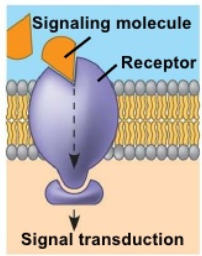 Signaling molecule
Receptor
Signal transduction